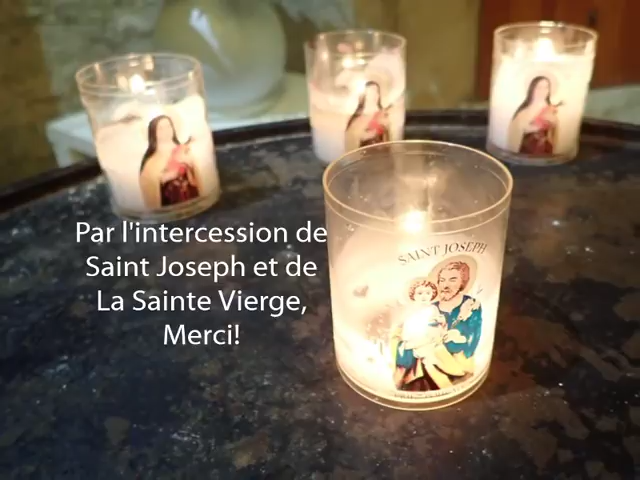 Par l'intercession de
Saint Joseph et de
La Sainte Vierge,
Merci!
SAINT JOSEPH